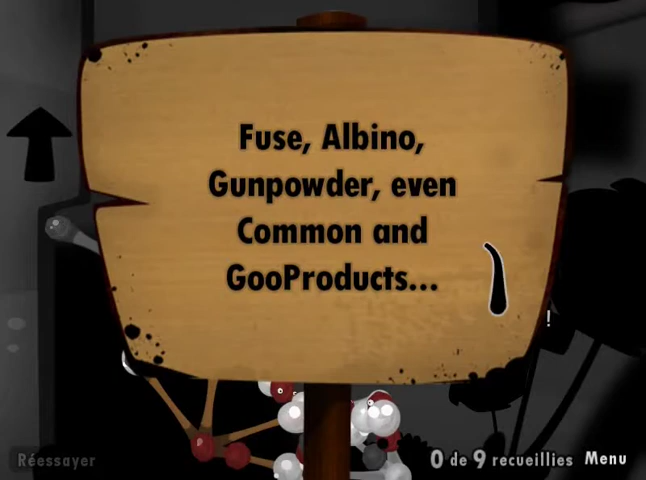 Fuse, Albino,
Gunpowder, even
Common and
GooProducts...
!
Réessayer
0 de 9 recueillies Menu